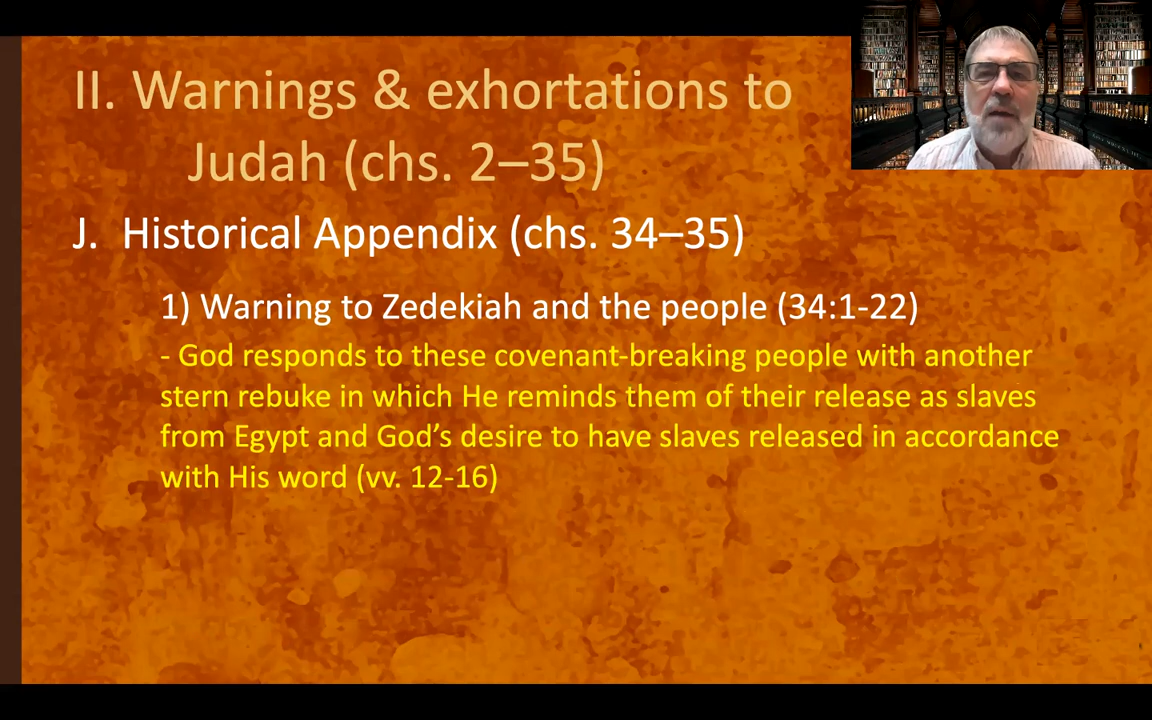 II. Warnings & exhortations to
Judah (chs. 2–35)
J. Historical Appendix (chs. 34–35)
1) Warning to Zedekiah and the people (34:1-22)
- God responds to these covenant-breaking people with another
stern rebuke in which He reminds them of their release as slaves
from Egypt and God’s desire to have slaves released in accordance
with His word (vv. 12-16)